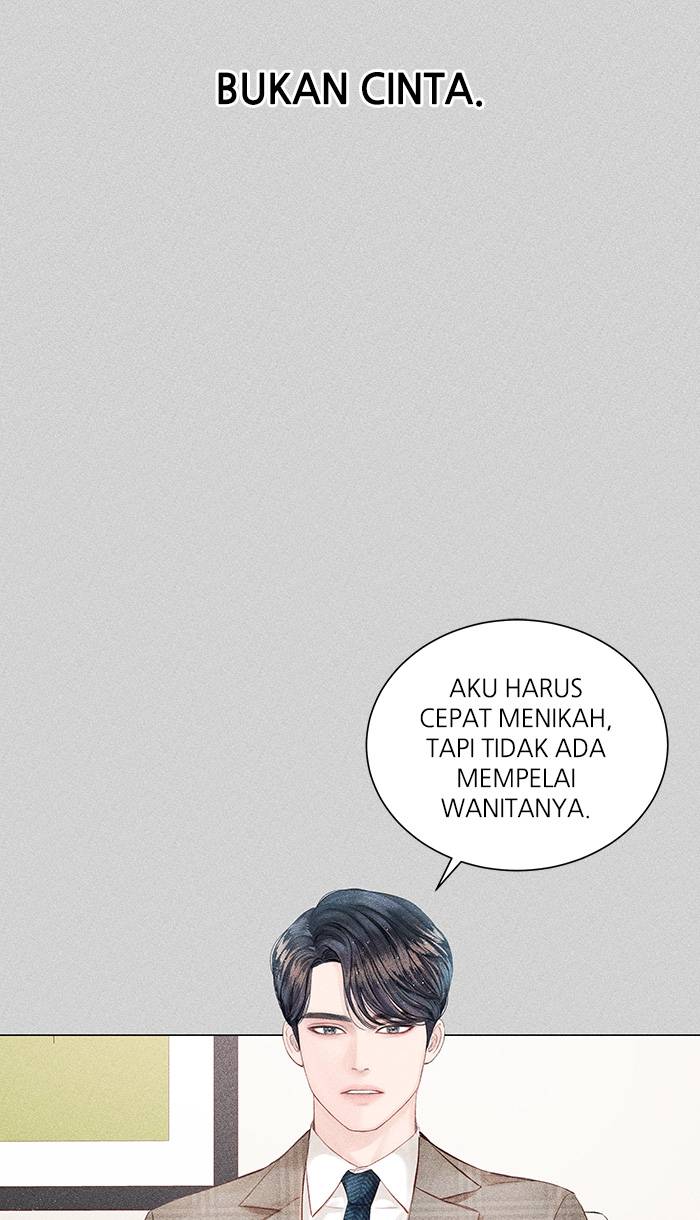 BUKAN CINTA.
AKU HARUS
CEPAT MENIKAH,
TAPI TIDAK ADA
MEMPELAI
WANITANYA.